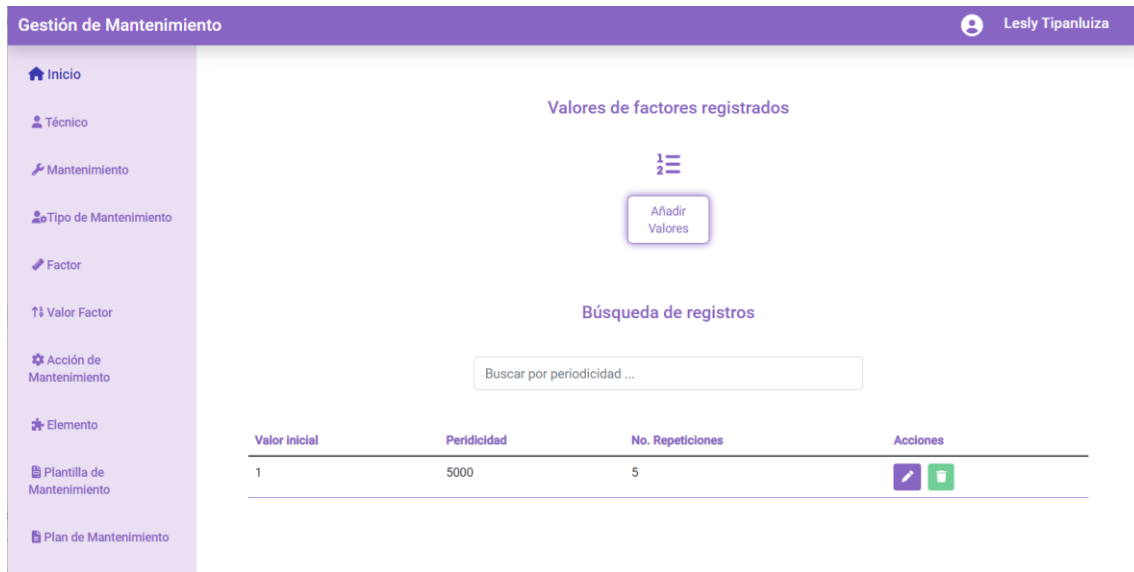 Gestión de Mantenimiento
Lesly Tipanluiza
Inicio
Técnico
Mantenimiento
Tipo de Mantenimiento
Factor
Valor Factor
Acción de
Mantenimiento
Elemento
Plantilla de
Mantenimiento
Plan de Mantenimiento
Valores de factores registrados
Añadir
Valores
Búsqueda de registros
Buscar por periodicidad ...
Valor inicial Peridicidad No. Repeticiones Acciones
1 5000 5